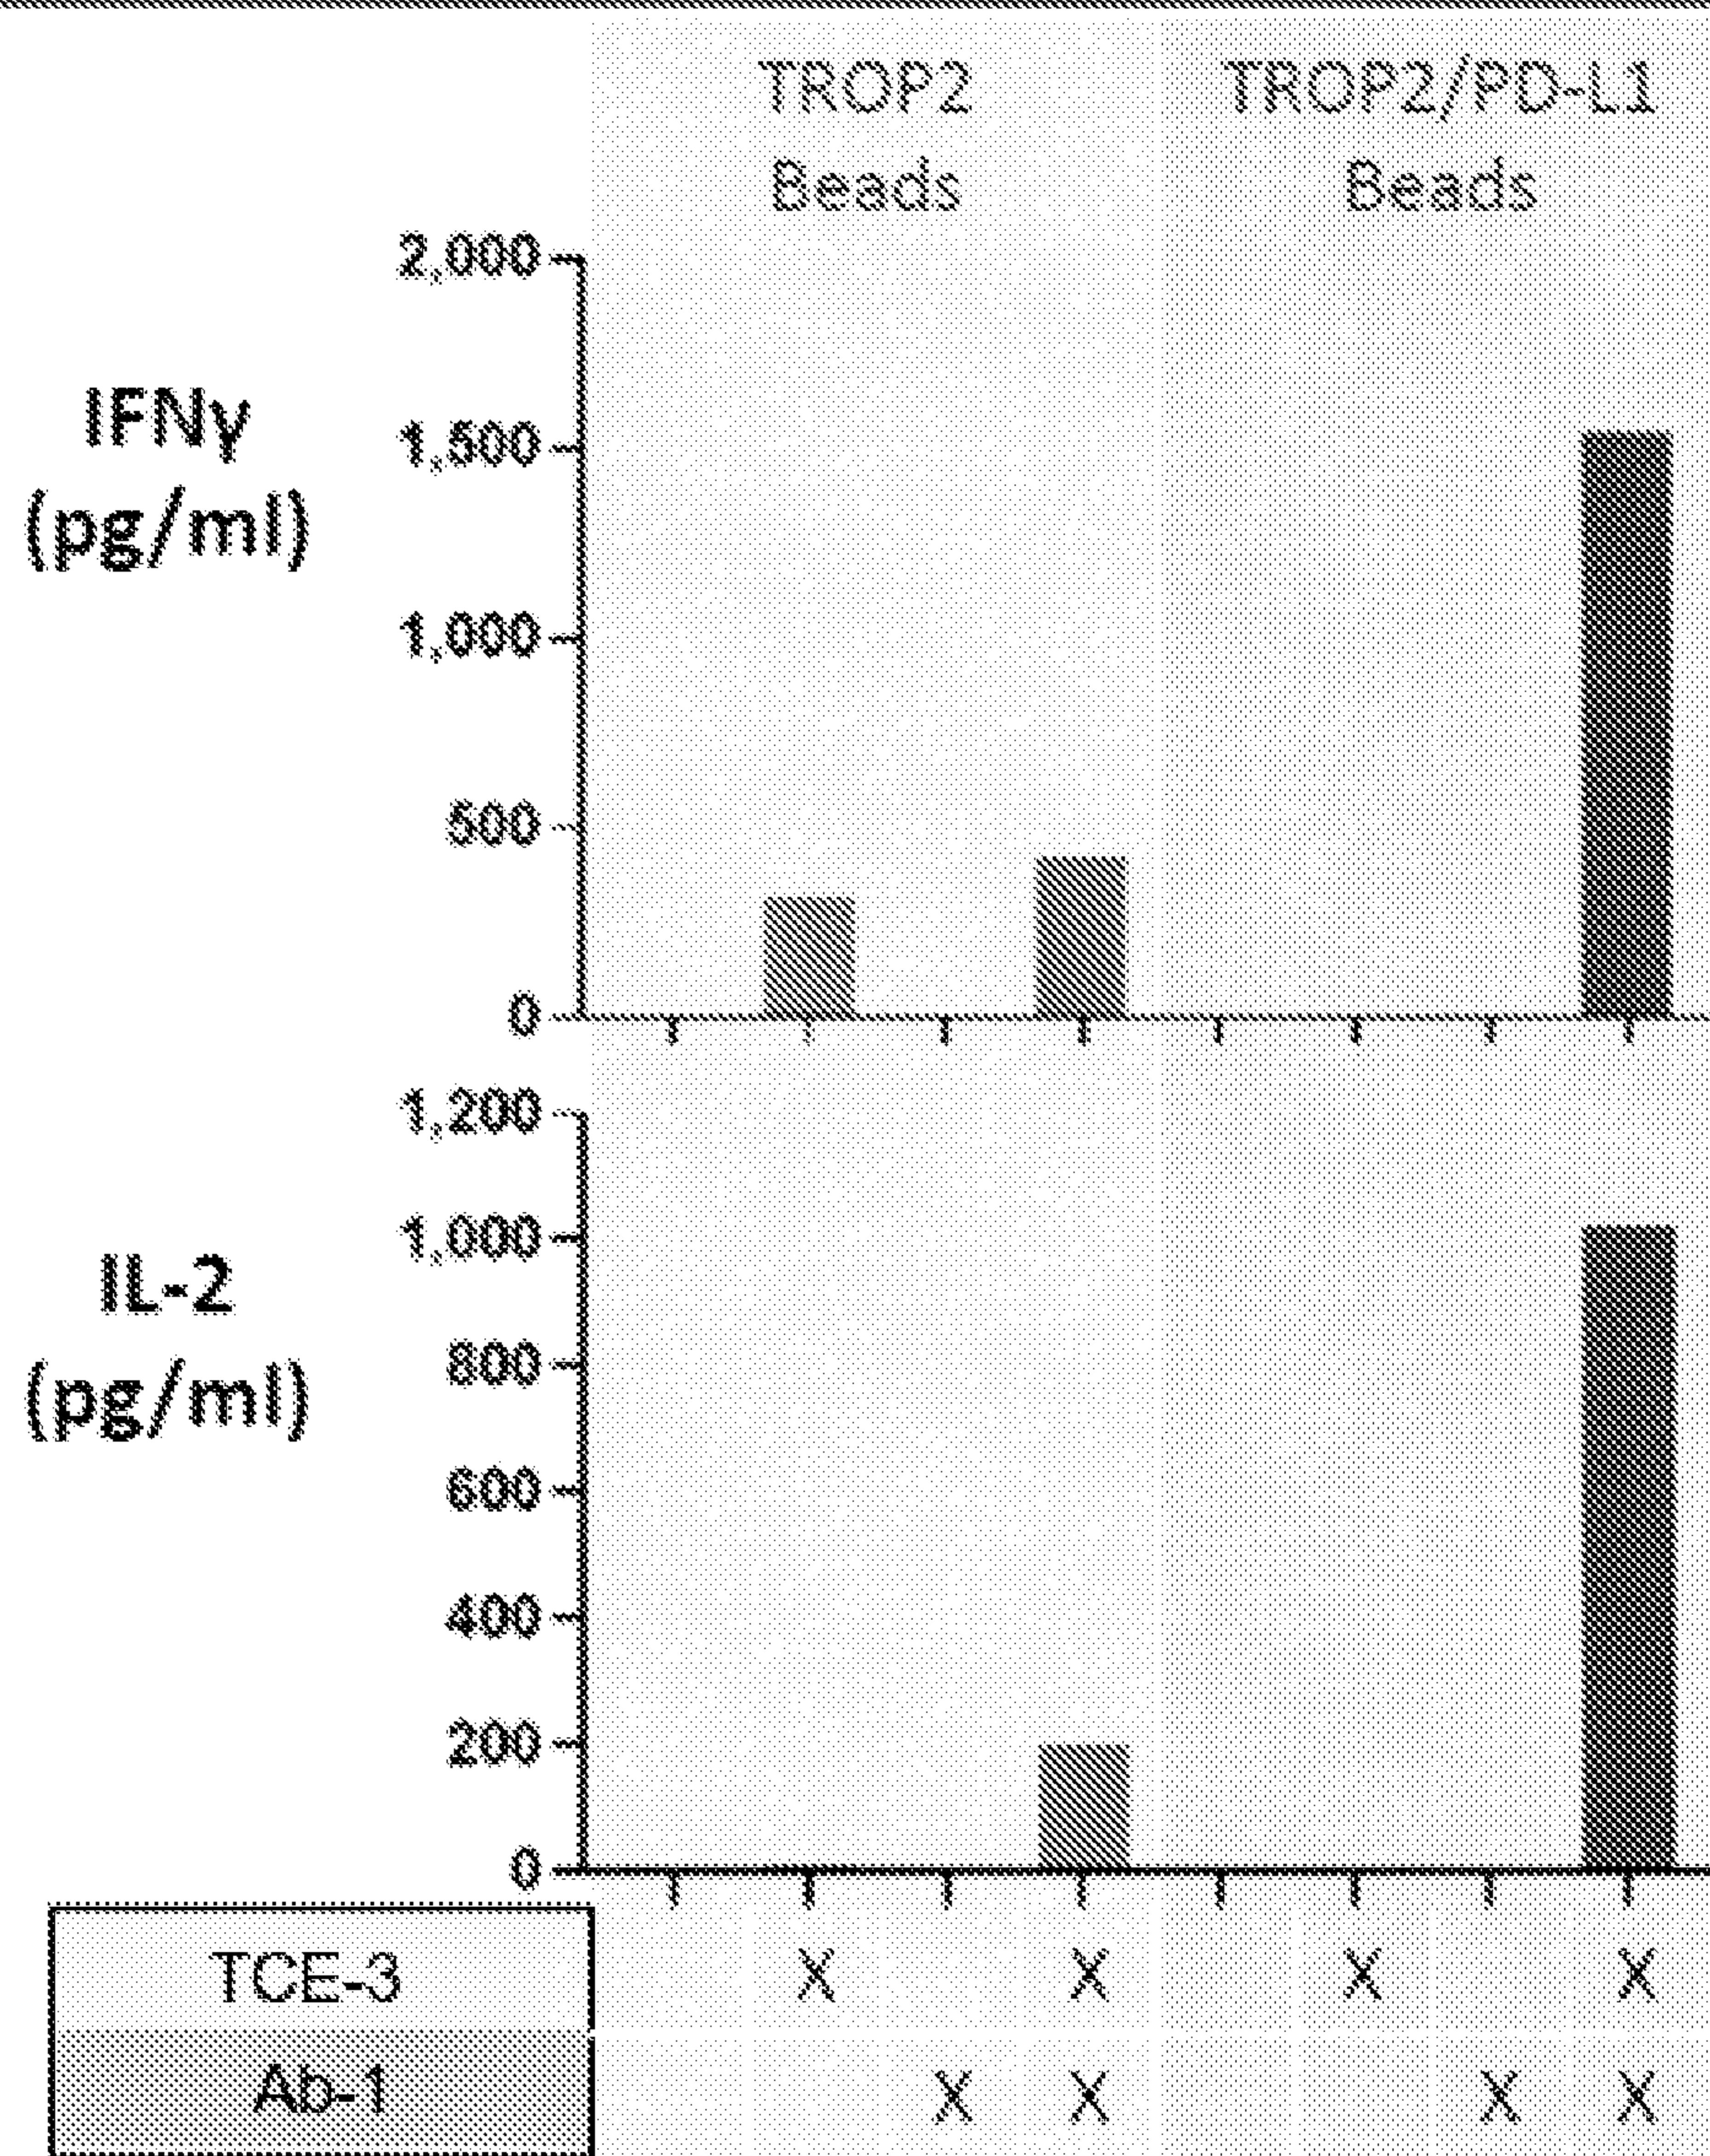 TROP2
Beads
TROP2/PD-L1
Beads
IFNγ
(pg/ml)
2,000
1,500
1,000
500
0
IL-2
(pg/ml)
1,200
1,000
800
600
400
200
0
TCE-3 X X X X
Ab-1 X X X X